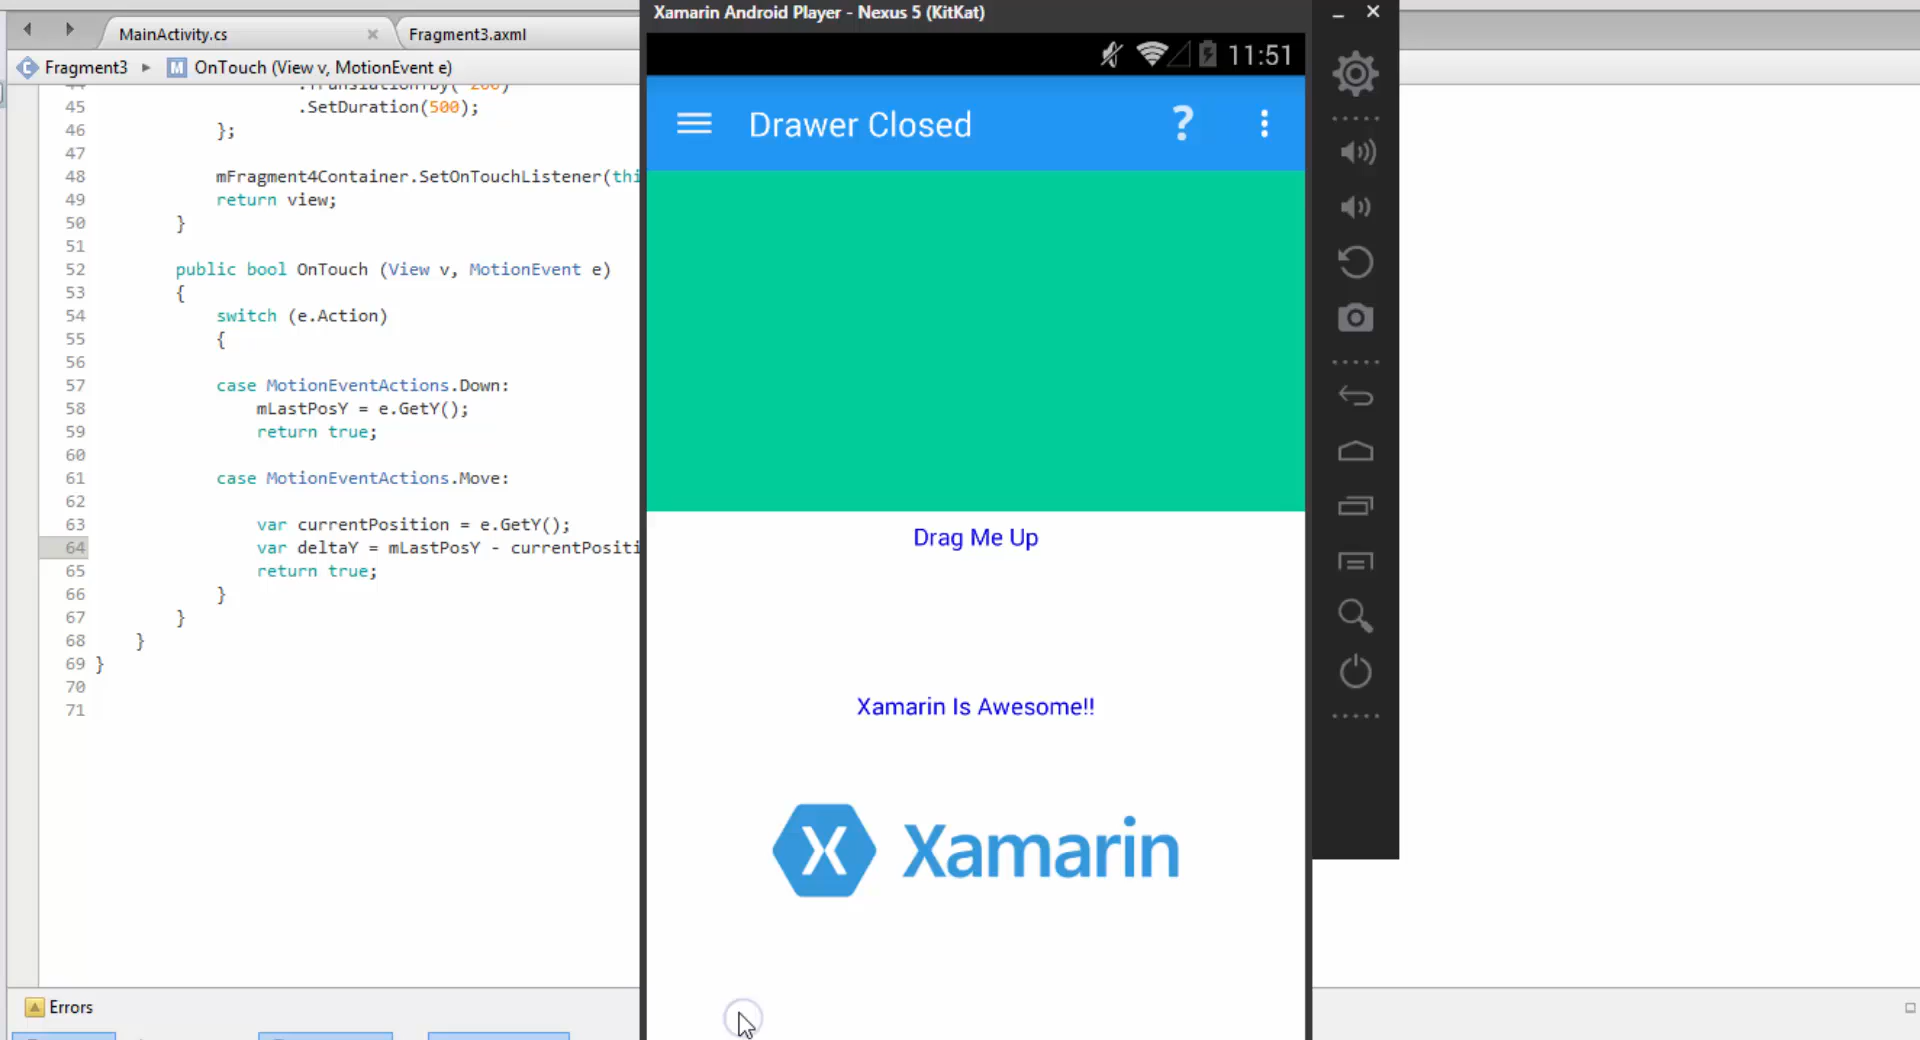 Xamarin Android Player - Nexus 5 (KitKat)
MainActivity.cs
Fragment3.axml
11:51
Fragment3
OnTouch (View v, MotionEvent e)
Drawer Closed
?
44 .TranslationYBy(-200)
45 .SetDuration(500);
46 };
47
48 mFragment4Container.SetOnTouchListener(thi
49 return view;
50 }
51
52 public bool OnTouch (View v, MotionEvent e)
53 {
54 switch (e.Action)
55 {
56
57 case MotionEventActions.Down:
58 mLastPosY = e.GetY();
59 return true;
60
61 case MotionEventActions.Move:
62
63 var currentPosition = e.GetY();
64 var deltaY = mLastPosY - currentPositi
65 return true;
66 }
67 }
68 }
69 }
70
71
Drag Me Up
Xamarin Is Awesome!!
X Xamarin
Errors